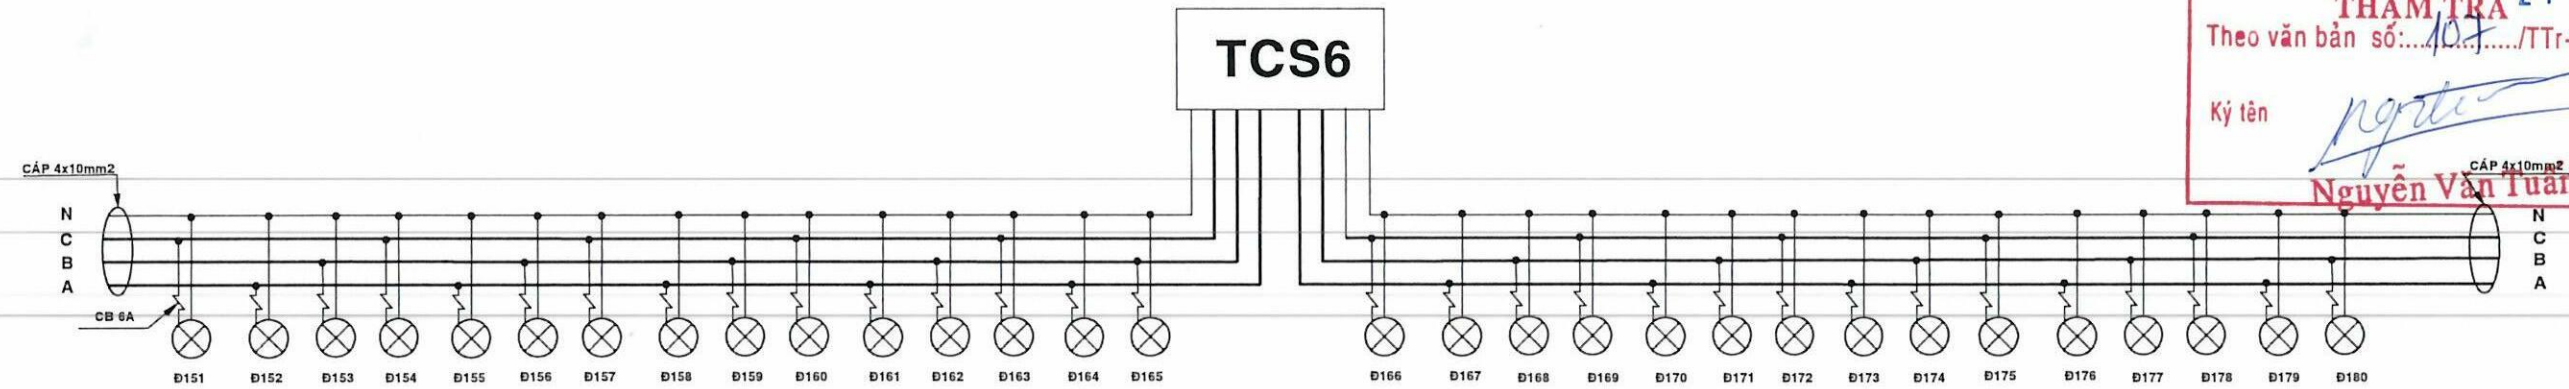 TCS6
THẨM TRA
Theo văn bản số:....107....../TTr-
Ký tên
Nguyễn Văn Tuấn
CÁP 4x10mm2
CÁP 4x10mm2
N
C
B
A
N
C
B
A
CB 6A
Đ151 Đ152 Đ153 Đ154 Đ155 Đ156 Đ157 Đ158 Đ159 Đ160 Đ161 Đ162 Đ163 Đ164 Đ165 Đ166 Đ167 Đ168 Đ169 Đ170 Đ171 Đ172 Đ173 Đ174 Đ175 Đ176 Đ177 Đ178 Đ179 Đ180